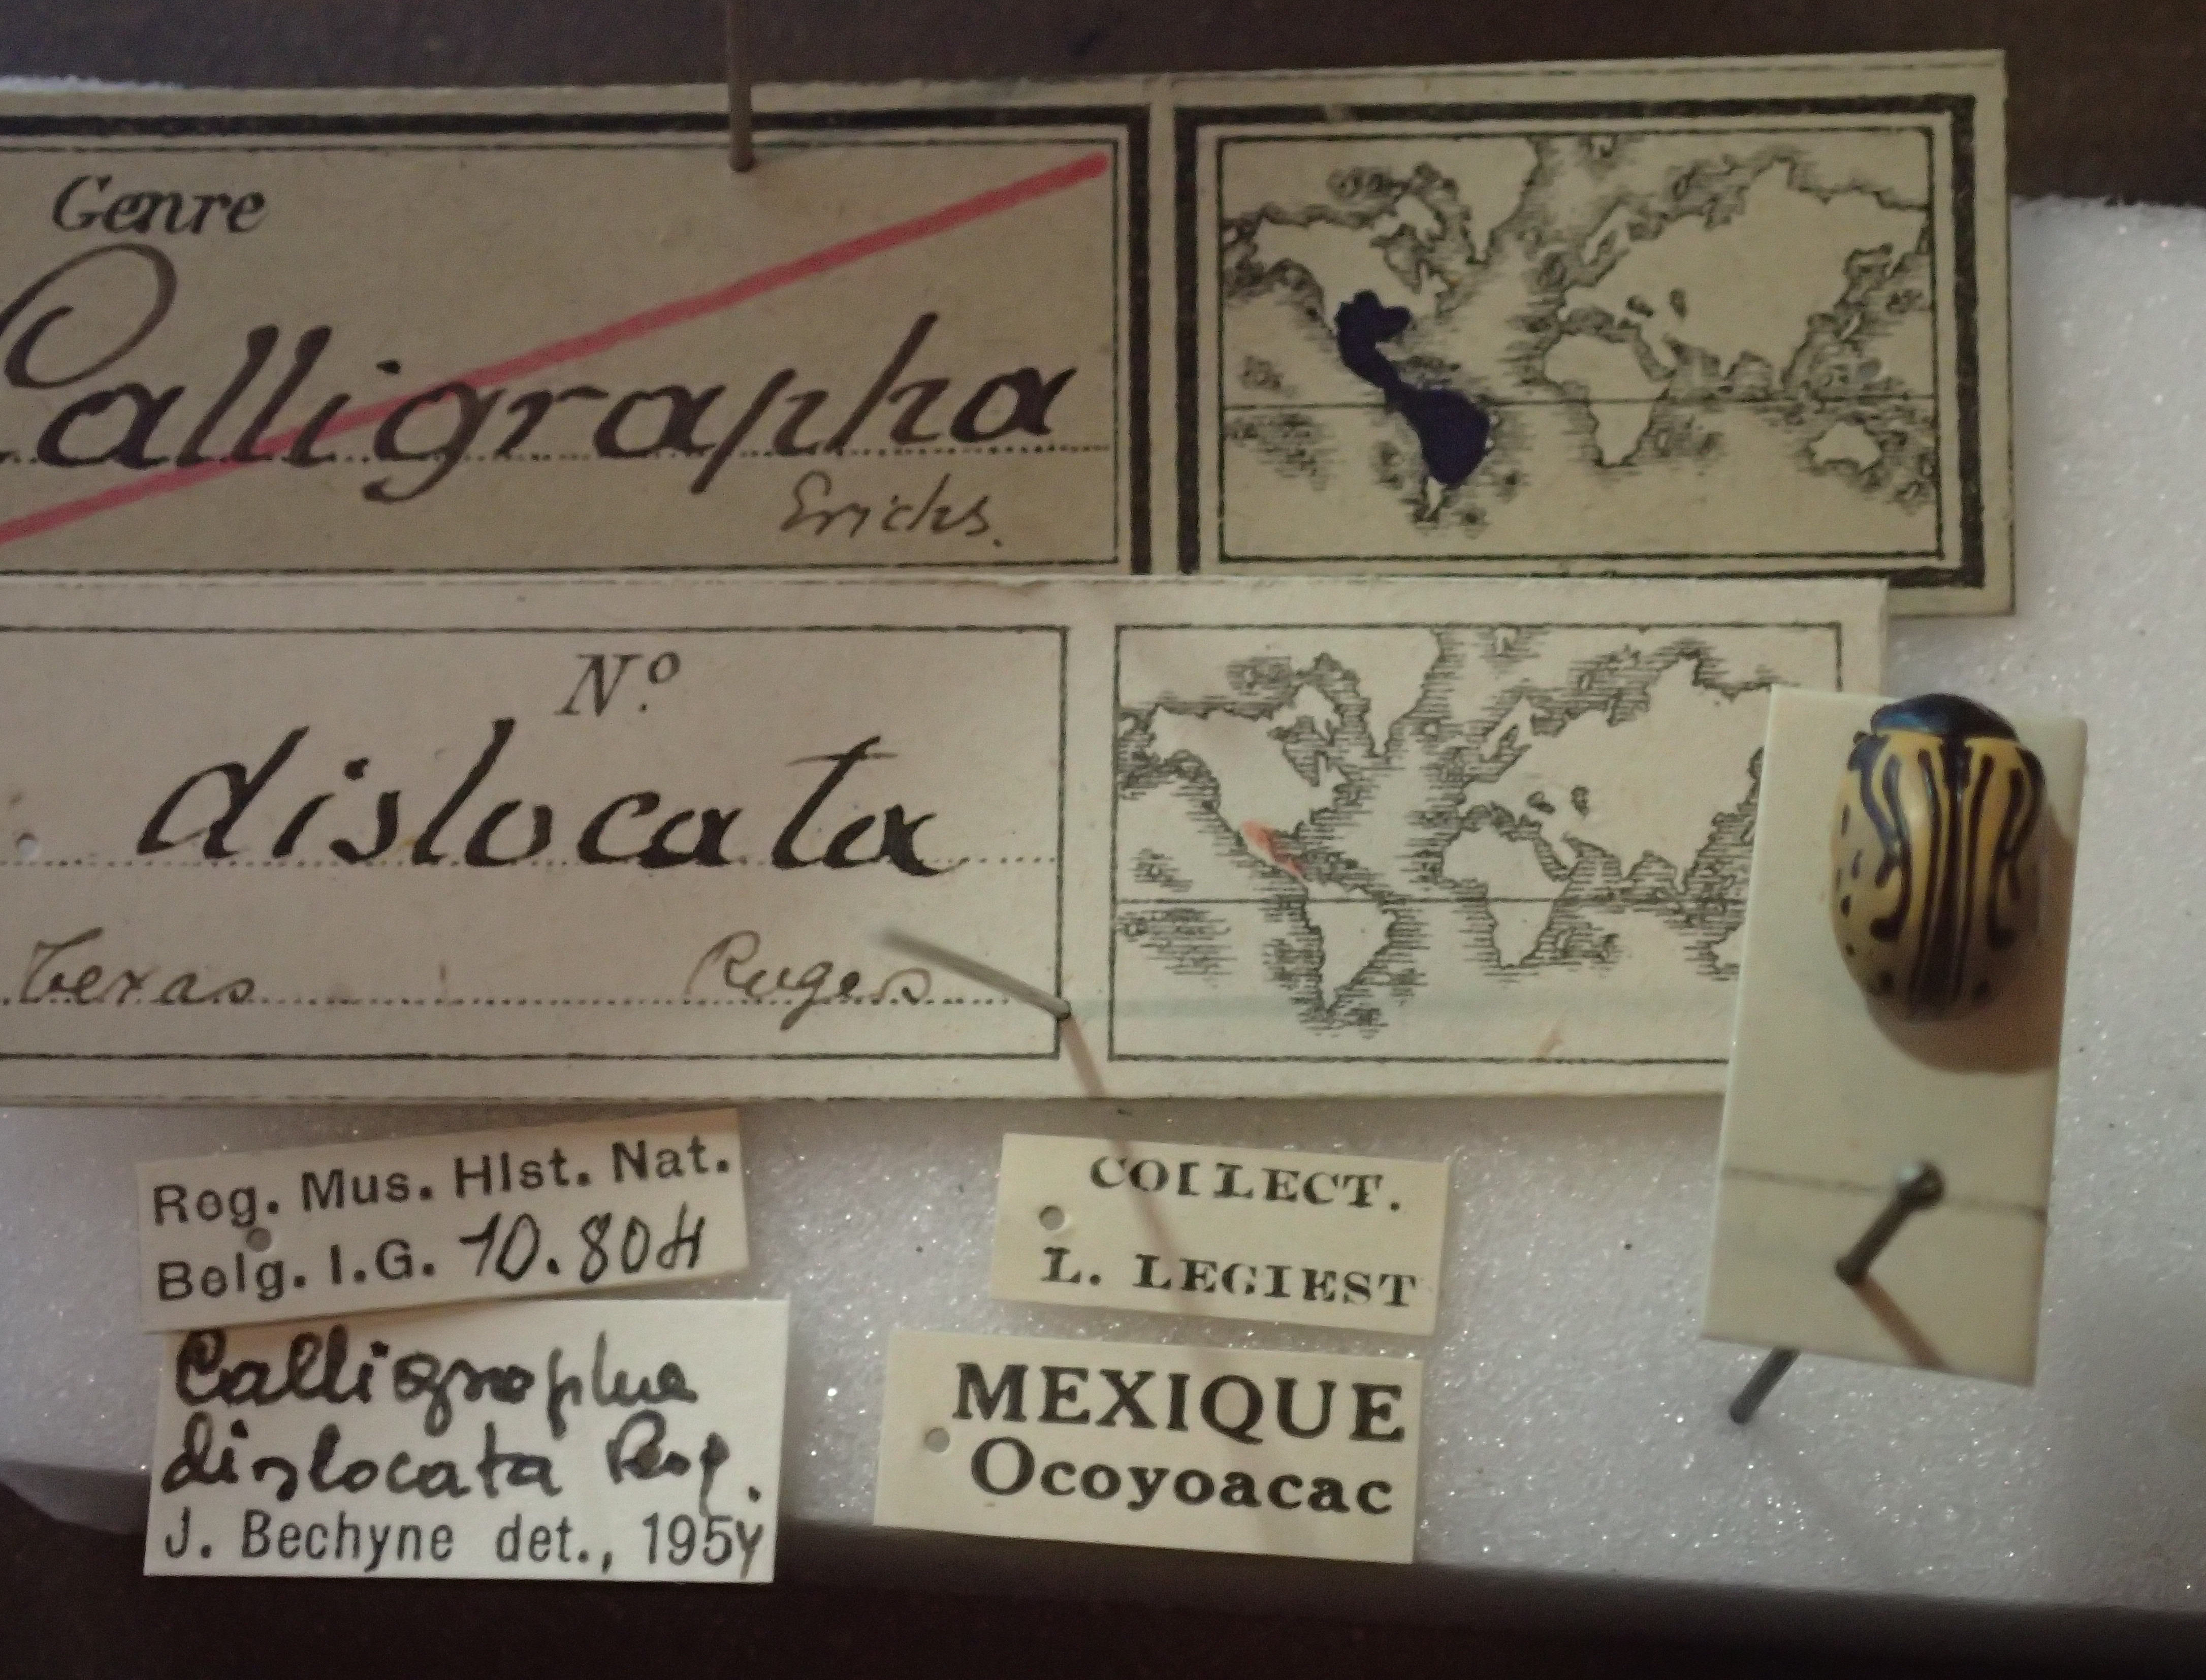 Genre
Calligrapha
Erichs.
Nº
dislocata
Texas Rogers
Reg. Mus. Hist. Nat.
Belg. I.G. 10.804
Calligrapha
dislocata Rog.
J. Bechyne det., 1954
COLLECT.
L. LEGIEST
MEXIQUE
Ocoyoacac